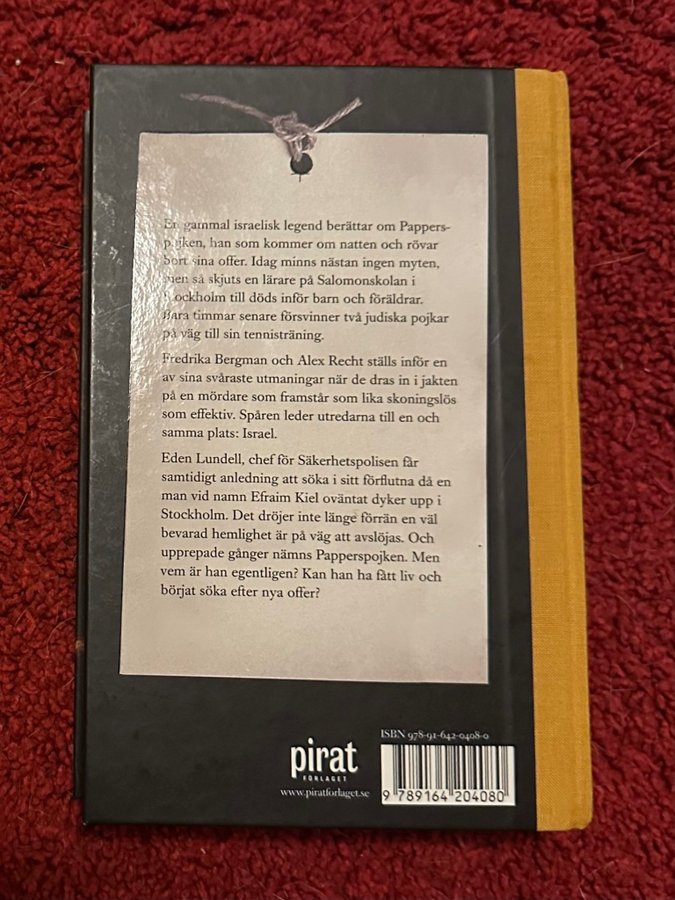 En gammal israelisk legend berättar om Pappers-
pojken, han som kommer om natten och rövar
bort sina offer. Idag minns nästan ingen myten,
men så skjuts en lärare på Salomonskolan i
Stockholm till döds inför barn och föräldrar.
Bara timmar senare försvinner två judiska pojkar
på väg till sin tennisträning.
Fredrika Bergman och Alex Recht ställs inför en
av sina svåraste utmaningar när de dras in i jakten
på en mördare som framstår som lika skoningslös
som effektiv. Spåren leder utredarna till en och
samma plats: Israel.
Eden Lundell, chef för Säkerhetspolisen får
samtidigt anledning att söka i sitt förflutna då en
man vid namn Efraim Kiel oväntat dyker upp i
Stockholm. Det dröjer inte länge förrän en väl
bevarad hemlighet är på väg att avslöjas. Och
upprepade gånger nämns Papperspojken. Men
vem är han egentligen? Kan han ha fått liv och
börjat söka efter nya offer?
ISBN 978-91-642-0408-0
pirat
FÖRLAGET
www.piratforlaget.se
9 789164 204080